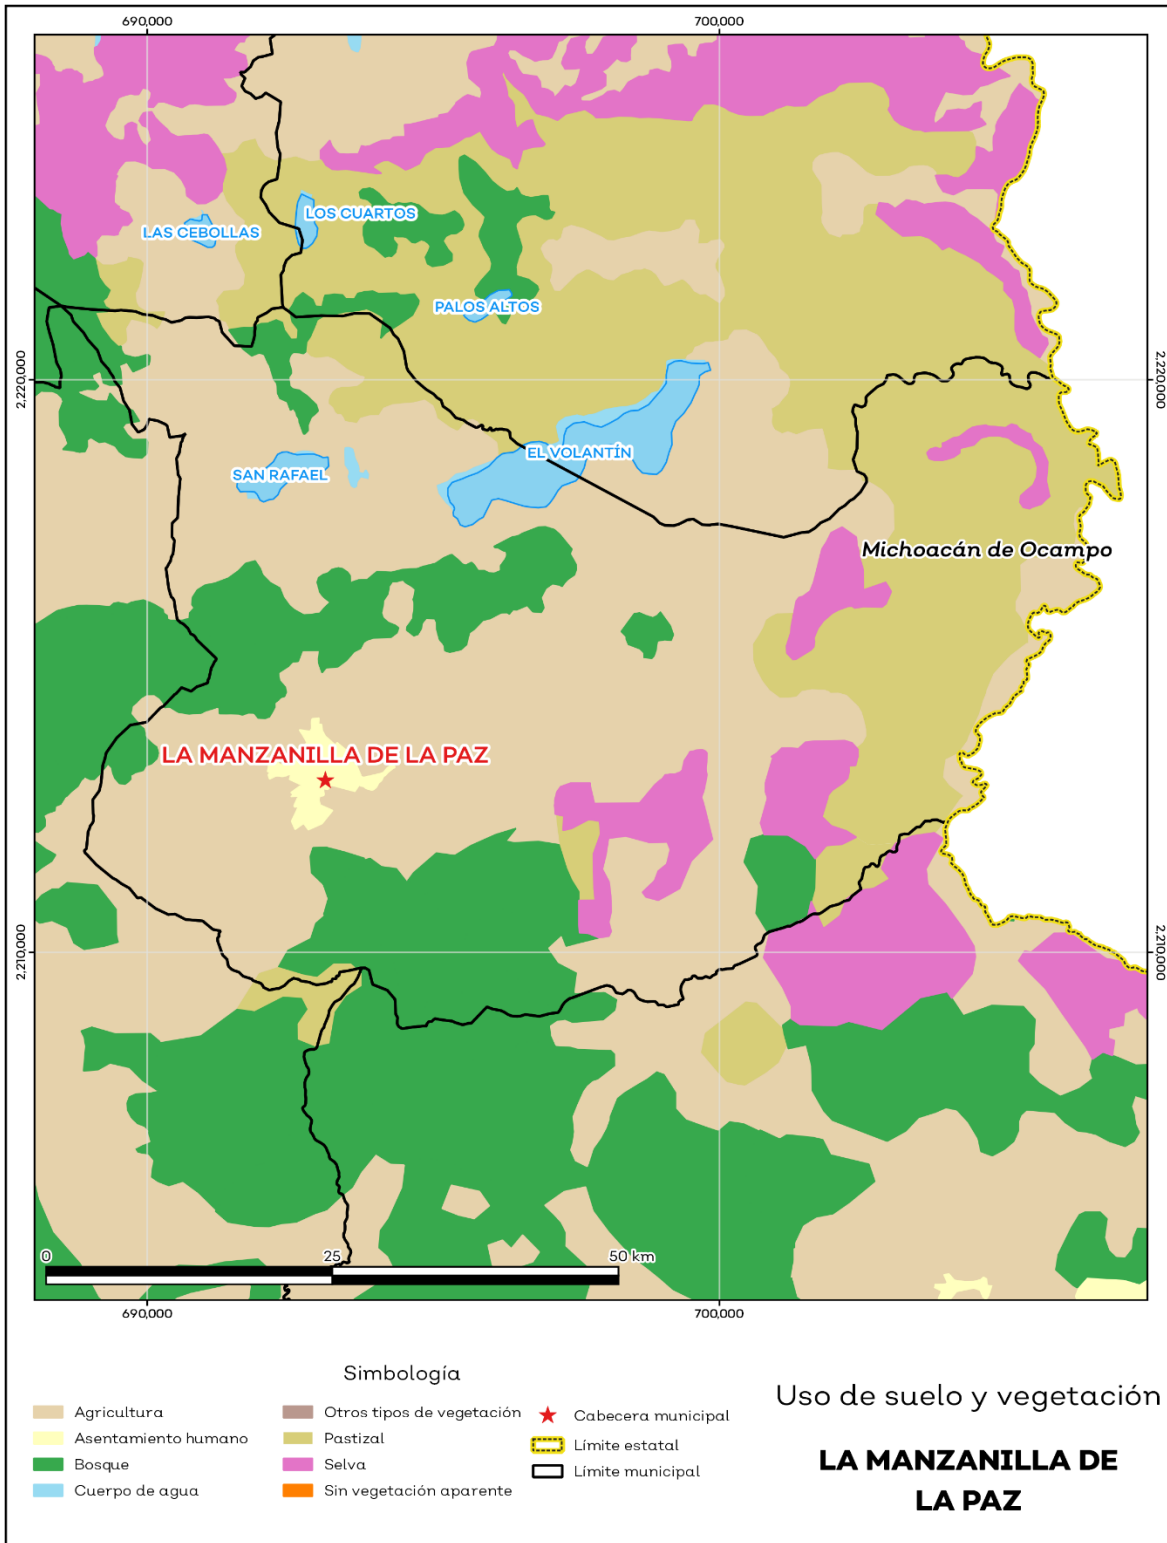 690,000
700,000
LOS CUARTOS
LAS CEBOLLAS
PALOS ALTOS
2,220,000
2,220,000
EL VOLANTÍN
SAN RAFAEL
Michoacán de Ocampo
LA MANZANILLA DE LA PAZ
2,210,000
2,210,000
0 25 50 km
690,000
700,000
Simbología
Agricultura
Asentamiento humano
Bosque
Cuerpo de agua
Otros tipos de vegetación
Pastizal
Selva
Sin vegetación aparente
Cabecera municipal
Límite estatal
Límite municipal
Uso de suelo y vegetación
LA MANZANILLA DE
LA PAZ